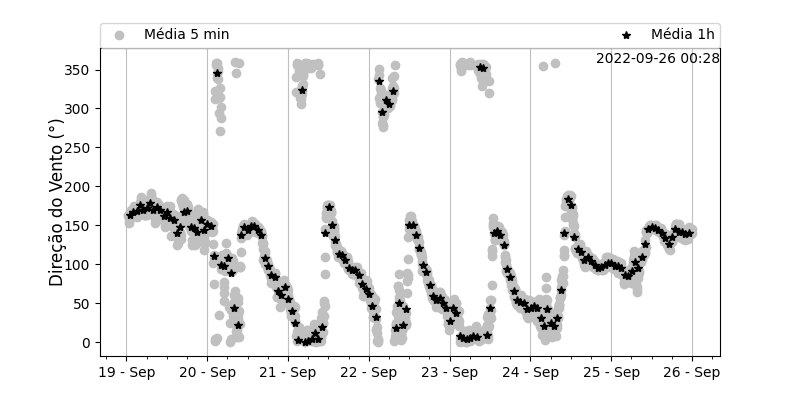 Média 5 min
Média 1h
2022-09-26 00:28
Direção do Vento (°)
350
300
250
200
150
100
50
0
19 - Sep
20 - Sep
21 - Sep
22 - Sep
23 - Sep
24 - Sep
25 - Sep
26 - Sep